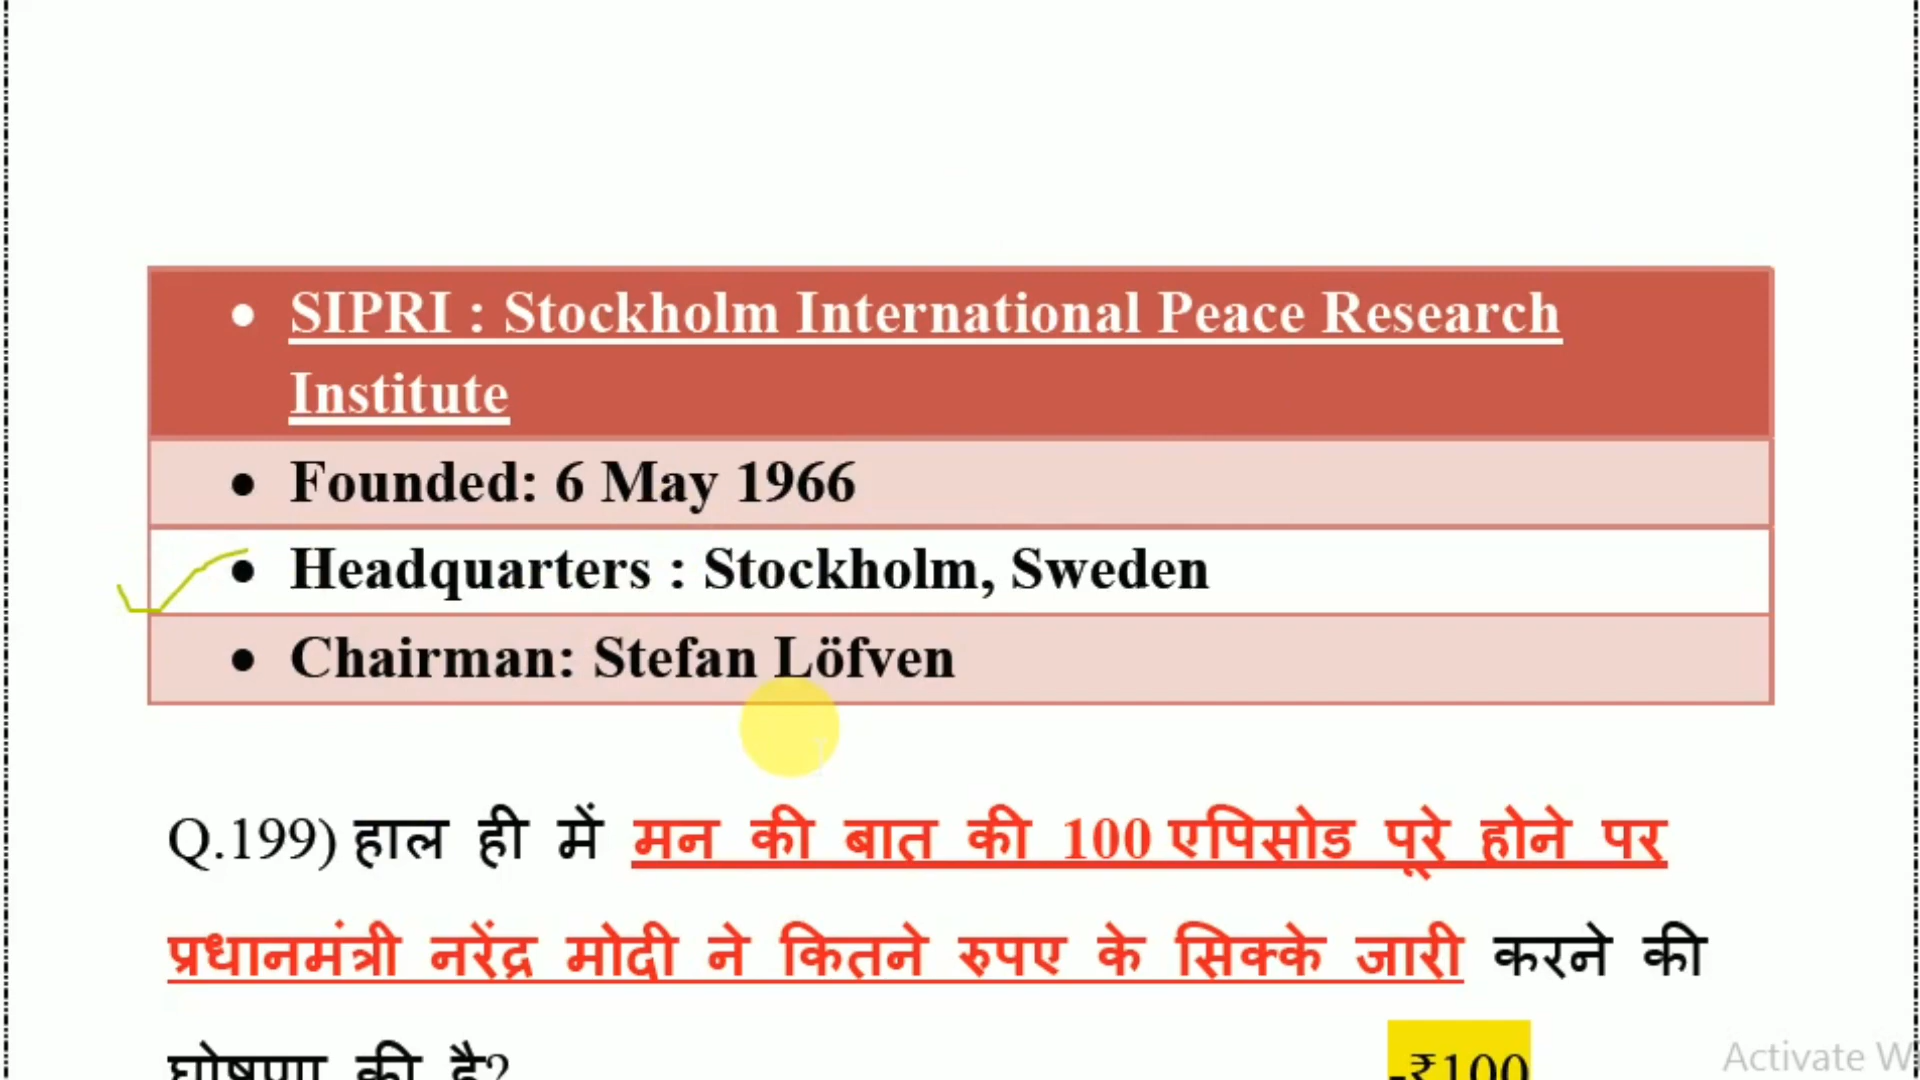 • SIPRI : Stockholm International Peace Research
Institute
• Founded: 6 May 1966
• Headquarters : Stockholm, Sweden
• Chairman: Stefan Löfven
Q.199) हाल ही में मन की बात की 100 एपिसोड पूरे होने पर
प्रधानमंत्री नरेंद्र मोदी ने कितने रुपए के सिक्के जारी करने की
घोषणा की है? -₹100
Activate W